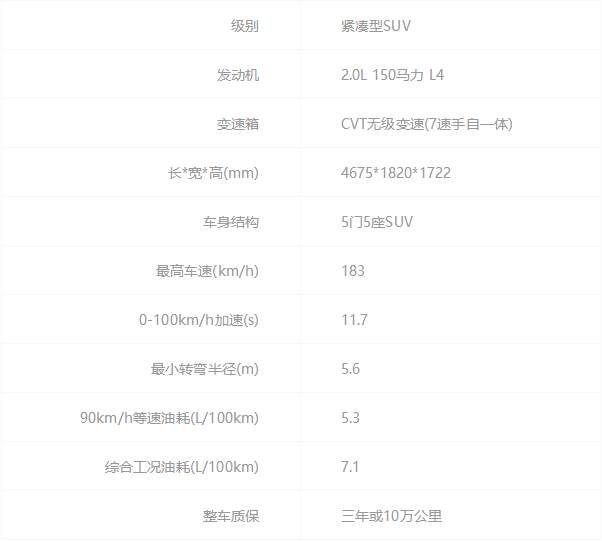 级别 紧凑型SUV
发动机 2.0L 150马力 L4
变速箱 CVT无级变速(7速手自一体)
长*宽*高(mm) 4675*1820*1722
车身结构 5门5座SUV
最高车速(km/h) 183
0-100km/h加速(s) 11.7
最小转弯半径(m) 5.6
90km/h等速油耗(L/100km) 5.3
综合工况油耗(L/100km) 7.1
整车质保 三年或10万公里